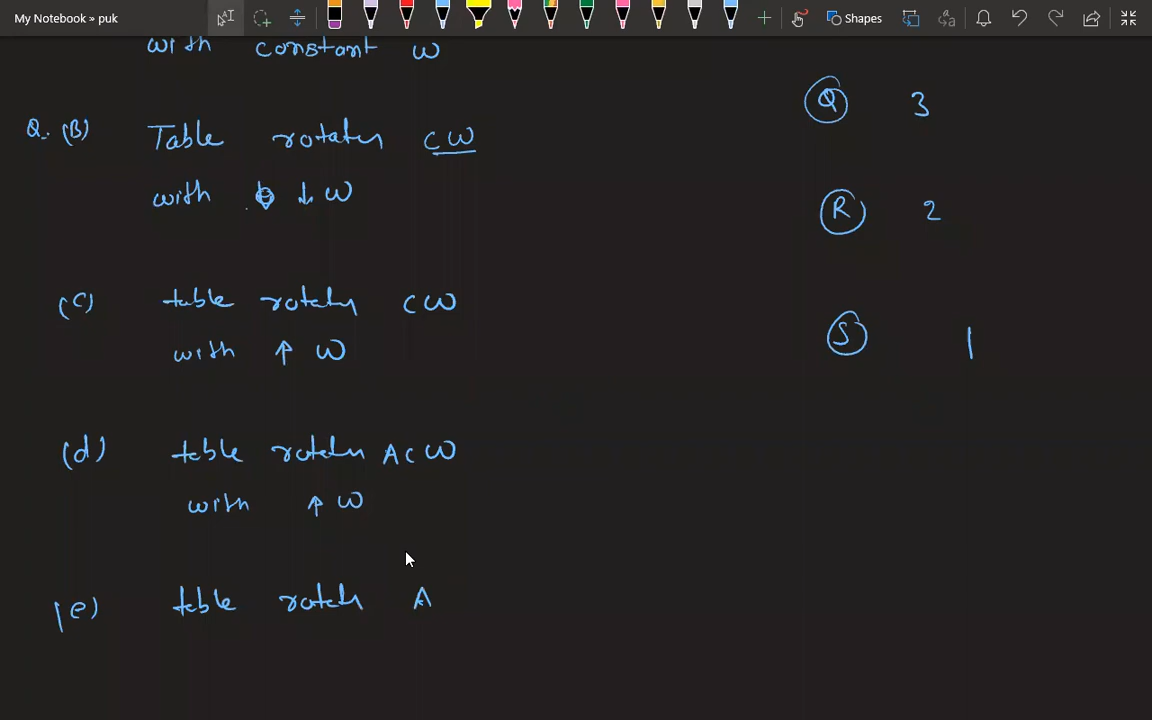 My Notebook » puk
Shapes
with constant ω
Q. (B) Table rotates CW
with ↓ ω
(C) table rotates CW
with ↑ ω
(d) table rotates ACW
with ↑ ω
(e) table rotates A
Q 3
R 2
S 1